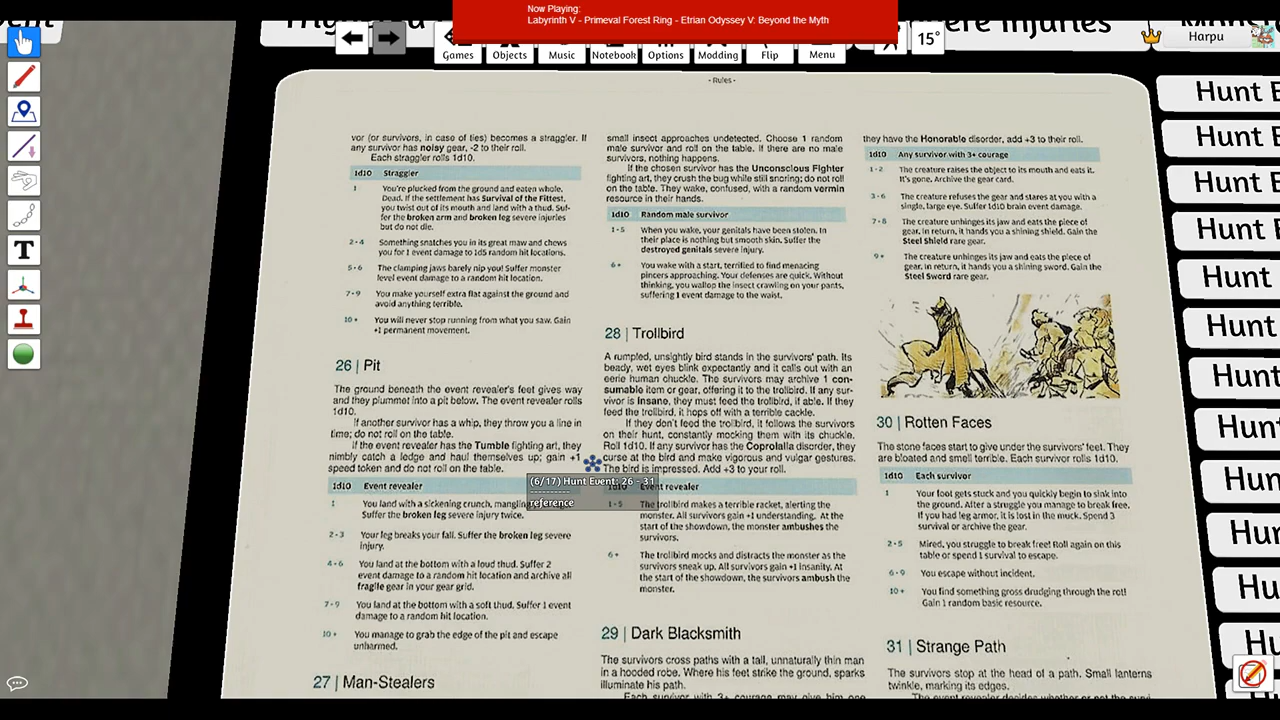 Now Playing:
Labyrinth V - Primeval Forest Ring - Etrian Odyssey V: Beyond the Myth
ere Injuries
Harpu
15°
Games
Objects
Music
Notebook
Options
Modding
Flip
Menu
- Rules -
vor (or survivors, in case of ties) becomes a straggler. If
any survivor has noisy gear, -2 to their roll.
Each straggler rolls 1d10.
1d10 Straggler
1 You're plucked from the ground and eaten whole.
Dead. If the settlement has Survival of the Fittest,
you twist out of its mouth and land with a thud. Suf-
fer the broken arm and broken leg severe injuries
but do not die.
2 - 4 Something snatches you in its great maw and chews
you for 1 event damage to 1d5 random hit locations.
5 - 6 The clamping jaws barely nip you! Suffer monster
level event damage to a random hit location.
7 - 9 You make yourself extra flat against the ground and
avoid anything terrible.
10 + You will never stop running from what you saw. Gain
+1 permanent movement.
26 | Pit
The ground beneath the event revealer's feet gives way
and they plummet into a pit below. The event revealer rolls
1d10.
If another survivor has a whip, they throw you a line in
time; do not roll on the table.
If the event revealer has the Tumble fighting art, they
nimbly catch a ledge and haul themselves up; gain +1
speed token and do not roll on the table.
1d10 Event revealer
1 You land with a sickening crunch, mangling
Suffer the broken leg severe injury twice.
2 - 3 Your leg breaks your fall. Suffer the broken leg severe
injury.
4 - 6 You land at the bottom with a loud thud. Suffer 2
event damage to a random hit location and archive all
fragile gear in your gear grid.
7 - 9 You land at the bottom with a soft thud. Suffer 1 event
damage to a random hit location.
10 + You manage to grab the edge of the pit and escape
unharmed.
27 | Man-Stealers
small insect approaches undetected. Choose 1 random
male survivor and roll on the table. If there are no male
survivors, nothing happens.
If the chosen survivor has the Unconscious Fighter
fighting art, they crush the bug while still snoring; do not roll
on the table. They wake, confused, with a random vermin
resource in their hands.
1d10 Random male survivor
1 - 5 When you wake, your genitals have been stolen. In
their place is nothing but smooth skin. Suffer the
destroyed genitals severe injury.
6 + You wake with a start, terrified to find menacing
pincers approaching. Your defenses are quick. Without
thinking, you wallop the insect crawling on your pants,
suffering 1 event damage to the waist.
28 | Trollbird
A rumpled, unsightly bird stands in the survivors' path. Its
beady, wet eyes blink expectantly and it calls out with an
eerie human chuckle. The survivors may archive 1 con-
sumable item or gear, offering it to the trollbird. If any sur-
vivor is Insane, they must feed the trollbird, if able. If they
feed the trollbird, it hops off with a terrible cackle.
If they don't feed the trollbird, it follows the survivors
on their hunt, constantly mocking them with its chuckle.
Roll 1d10. If any survivor has the Coprolalia disorder, they
curse at the bird and make vigorous and vulgar gestures.
The bird is impressed. Add +3 to your roll.
(6/17) Hunt Event: 26 - 31
----------
reference
Event revealer
1 - 5 The trollbird makes a terrible racket, alerting the
monster. All survivors gain +1 understanding. At the
start of the showdown, the monster ambushes the
survivors.
6 + The trollbird mocks and distracts the monster as the
survivors sneak up. All survivors gain +1 insanity. At
the start of the showdown, the survivors ambush the
monster.
29 | Dark Blacksmith
The survivors cross paths with a tall, unnaturally thin man
in a hooded robe. Where his feet strike the ground, sparks
illuminate his path.
Each survivor with 3+ courage may give him one
they have the Honorable disorder, add +3 to their roll.
1d10 Any survivor with 3+ courage
1 - 2 The creature raises the object to its mouth and eats it.
It's gone. Archive the gear card.
3 - 6 The creature refuses the gear and stares at you with a
single, large eye. Suffer 1d10 brain event damage.
7 - 8 The creature unhinges its jaw and eats the piece of
gear. In return, it hands you a shining shield. Gain the
Steel Shield rare gear.
9 + The creature unhinges its jaw and eats the piece of
gear. In return, it hands you a shining sword. Gain the
Steel Sword rare gear.
30 | Rotten Faces
The stone faces start to give under the survivors' feet. They
are bloated and smell terrible. Each survivor rolls 1d10.
1d10 Each survivor
1 Your foot gets stuck and you quickly begin to sink into
the ground. After a struggle you manage to break free.
If you had leg armor, it is lost in the muck. Spend 3
survival or archive the gear.
2 - 5 Mired, you struggle to break free! Roll again on this
table or spend 1 survival to escape.
6 - 9 You escape without incident.
10 + You find something gross drudging through the rot!
Gain 1 random basic resource.
31 | Strange Path
The survivors stop at the head of a path. Small lanterns
twinkle, marking its edges.
Hunt E
Hunt E
Hunt E
Hunt
Hunt
Hunt
Hunt
Hunt
Hun
Hur
Hu
Hu
T